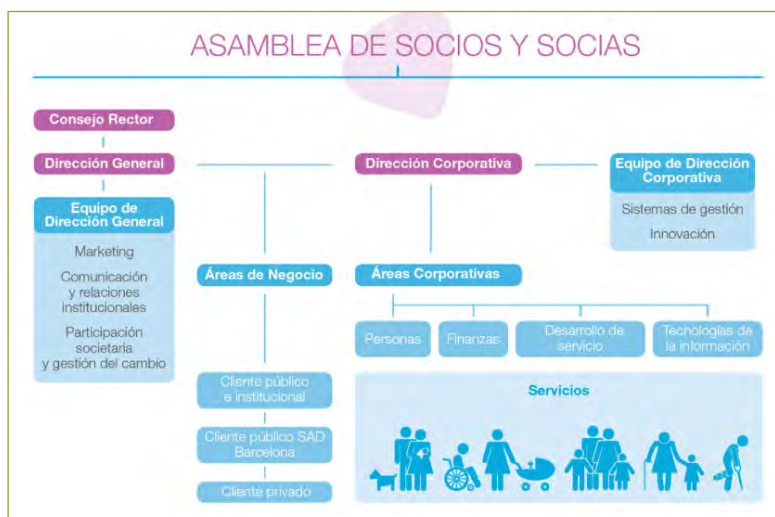 ASAMBLEA DE SOCIOS Y SOCIAS
Consejo Rector
Dirección General
Equipo de
Dirección General
Marketing
Comunicación
y relaciones
institucionales
Participación
societaria
y gestión del cambio
Áreas de Negocio
Cliente público
e institucional
Cliente público SAD
Barcelona
Cliente privado
Dirección Corporativa
Áreas Corporativas
Personas
Finanzas
Desarrollo de
servicio
Tecnologías de
la información
Equipo de Dirección
Corporativa
Sistemas de gestión
Innovación
Servicios